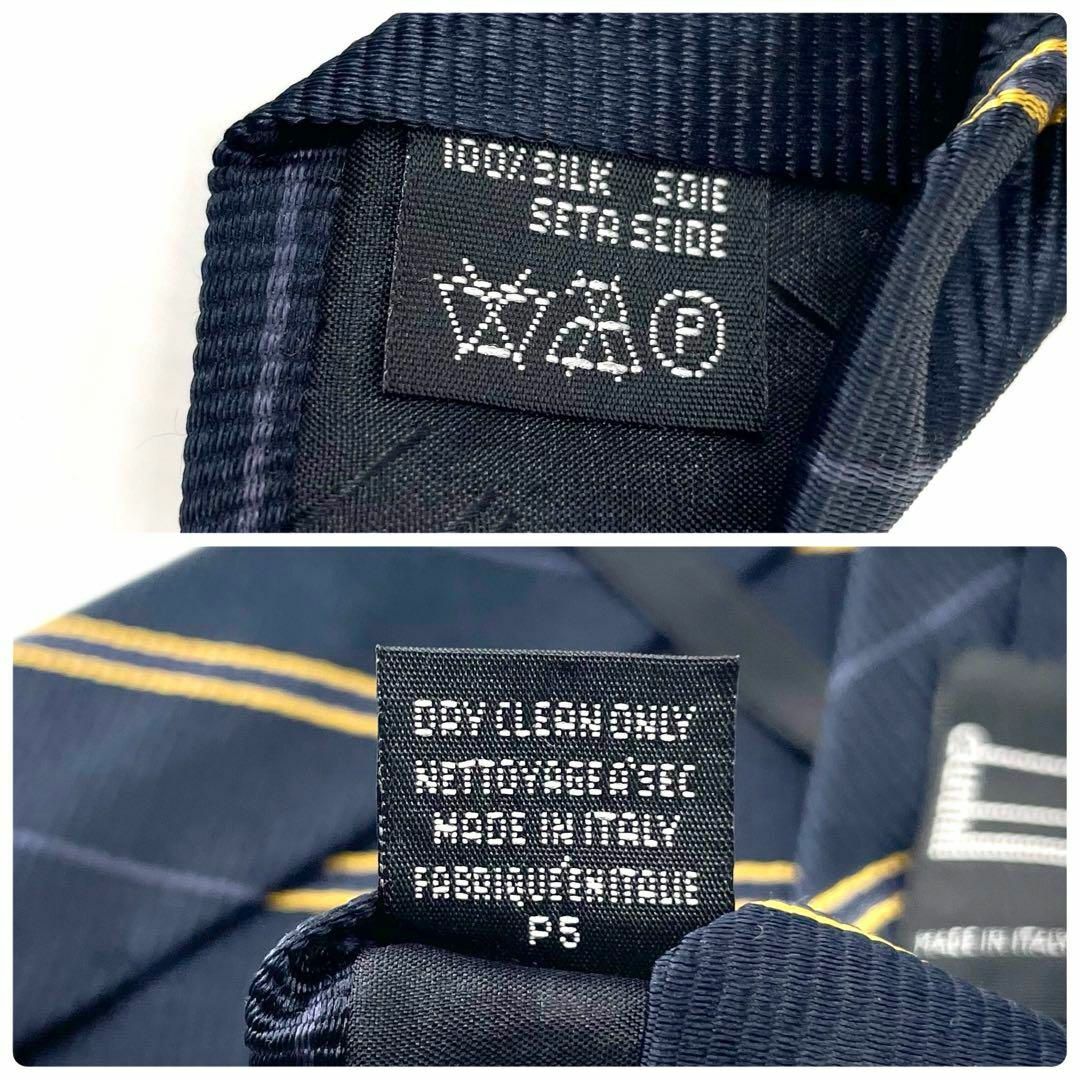 100% SILK SOIE
SETA SEIDE
P
DRY CLEAN ONLY
NETTOYAGE A SEC
MADE IN ITALY
FABRIQUÉ EN ITALIE
P5
MADE IN ITALY